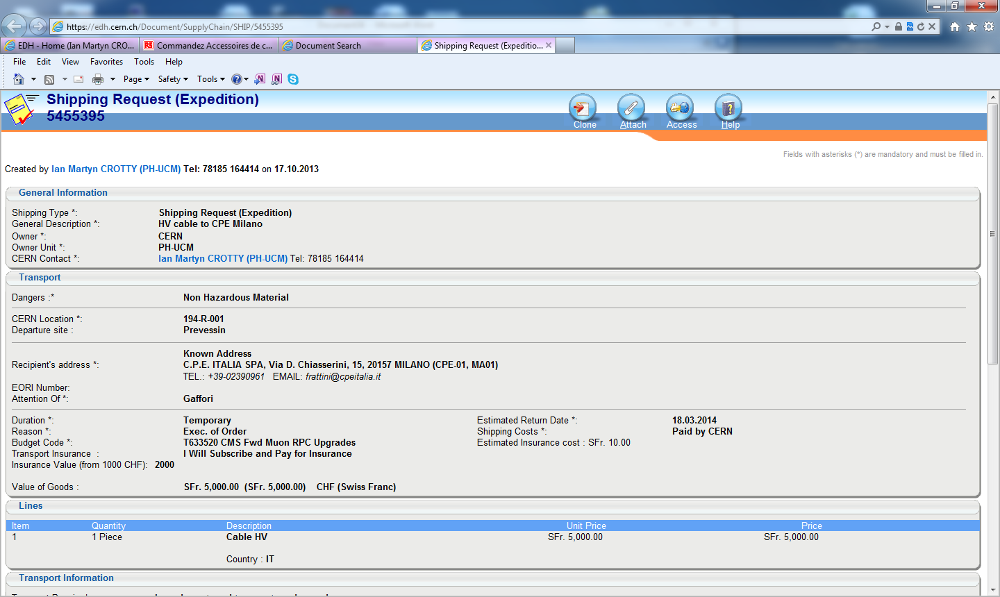 https://edh.cern.ch/Document/SupplyChain/SHIP/5455395
EDH - Home (Ian Martyn CRO...
RS Commandez Accessoires de c...
Document Search
Shipping Request (Expeditio...
File Edit View Favorites Tools Help
Page Safety Tools
Shipping Request (Expedition)
5455395
Clone Attach Access Help
Fields with asterisks (*) are mandatory and must be filled in.
Created by Ian Martyn CROTTY (PH-UCM) Tel: 78185 164414 on 17.10.2013
General Information
Shipping Type *: Shipping Request (Expedition)
General Description *: HV cable to CPE Milano
Owner *: CERN
Owner Unit *: PH-UCM
CERN Contact *: Ian Martyn CROTTY (PH-UCM) Tel: 78185 164414
Transport
Dangers :* Non Hazardous Material
CERN Location *: 194-R-001
Departure site : Prevessin
Known Address
Recipient's address *: C.P.E. ITALIA SPA, Via D. Chiasserini, 15, 20157 MILANO (CPE-01, MA01)
TEL.: +39-02390961 EMAIL: frattini@cpeitalia.it
EORI Number:
Attention Of *: Gaffori
Duration *: Temporary Estimated Return Date *: 18.03.2014
Reason *: Exec. of Order Shipping Costs *: Paid by CERN
Budget Code *: T633520 CMS Fwd Muon RPC Upgrades Estimated Insurance cost : SFr. 10.00
Transport Insurance : I Will Subscribe and Pay for Insurance
Insurance Value (from 1000 CHF): 2000
Value of Goods : SFr. 5,000.00 (SFr. 5,000.00) CHF (Swiss Franc)
Lines
Item Quantity Description Unit Price Price
1 1 Piece Cable HV SFr. 5,000.00 SFr. 5,000.00
Country : IT
Transport Information